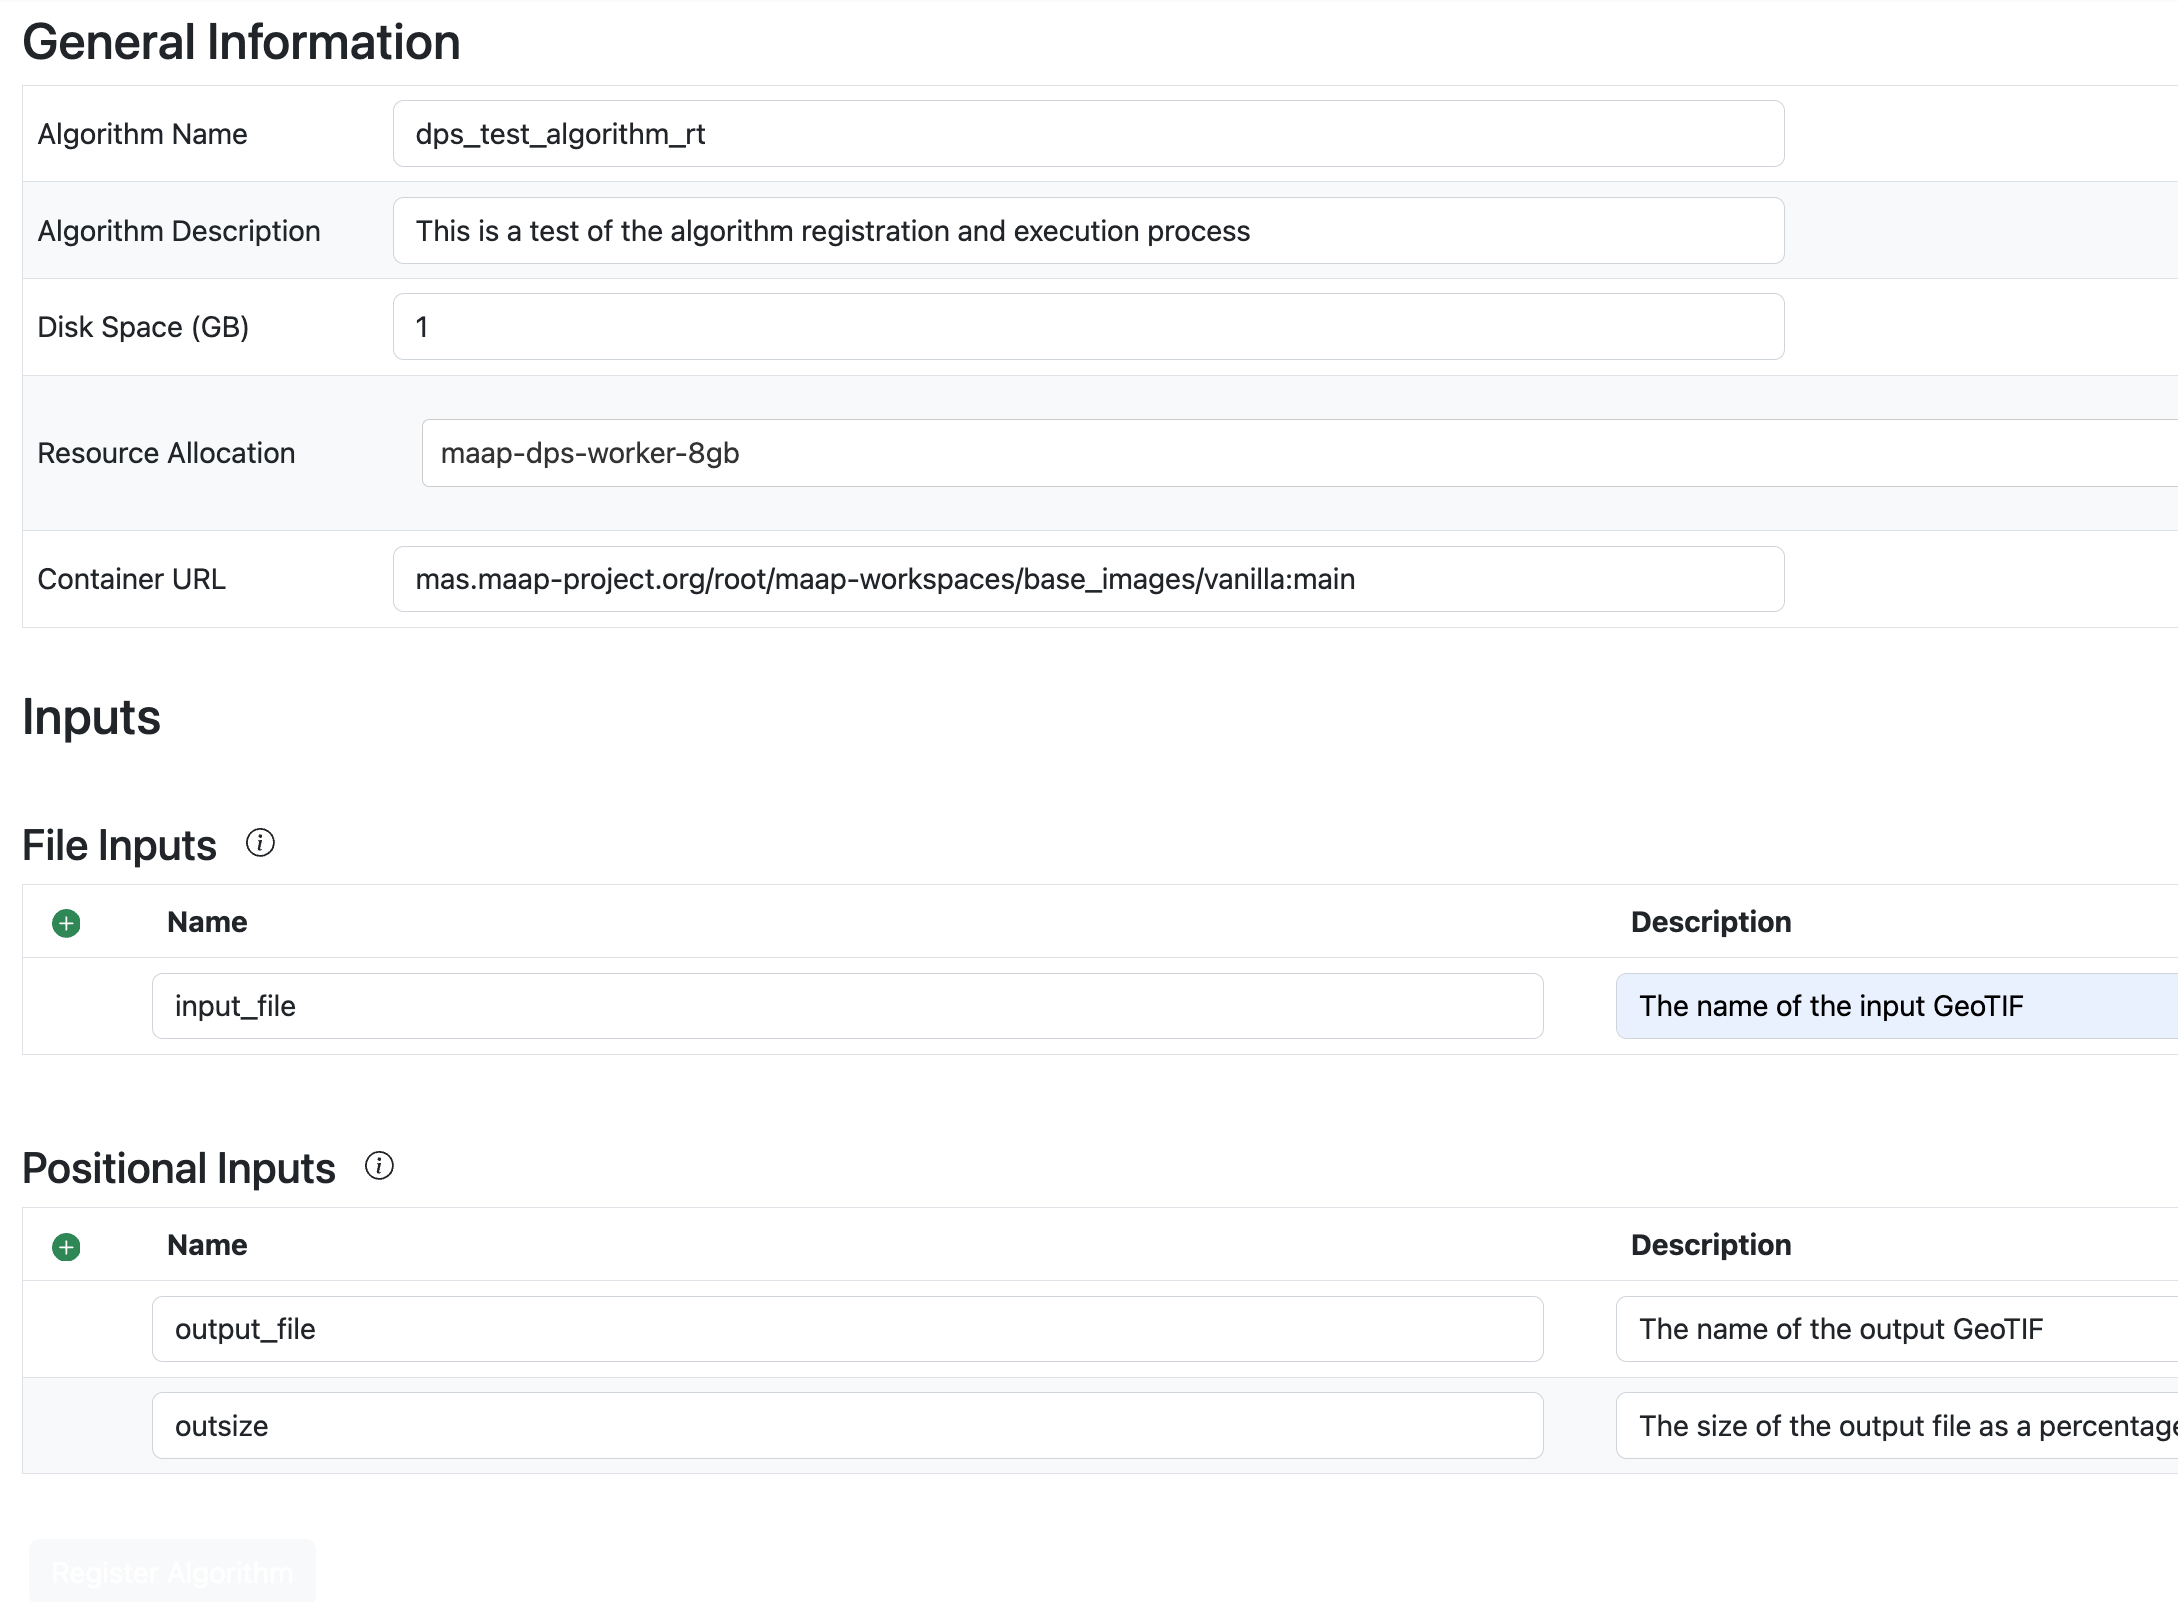 General Information
Algorithm Name dps_test_algorithm_rt
Algorithm Description This is a test of the algorithm registration and execution process
Disk Space (GB) 1
Resource Allocation maap-dps-worker-8gb
Container URL mas.maap-project.org/root/maap-workspaces/base_images/vanilla:main
Inputs
File Inputs i
Name Description
input_file The name of the input GeoTIF
Positional Inputs i
Name Description
output_file The name of the output GeoTIF
outsize The size of the output file as a percentage
Register Algorithm